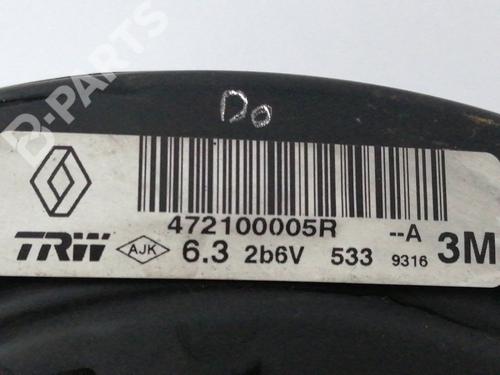 B-PARTS
DO
472100005R --A
TRW AJK 6.3 2b6V 533 9316 3M